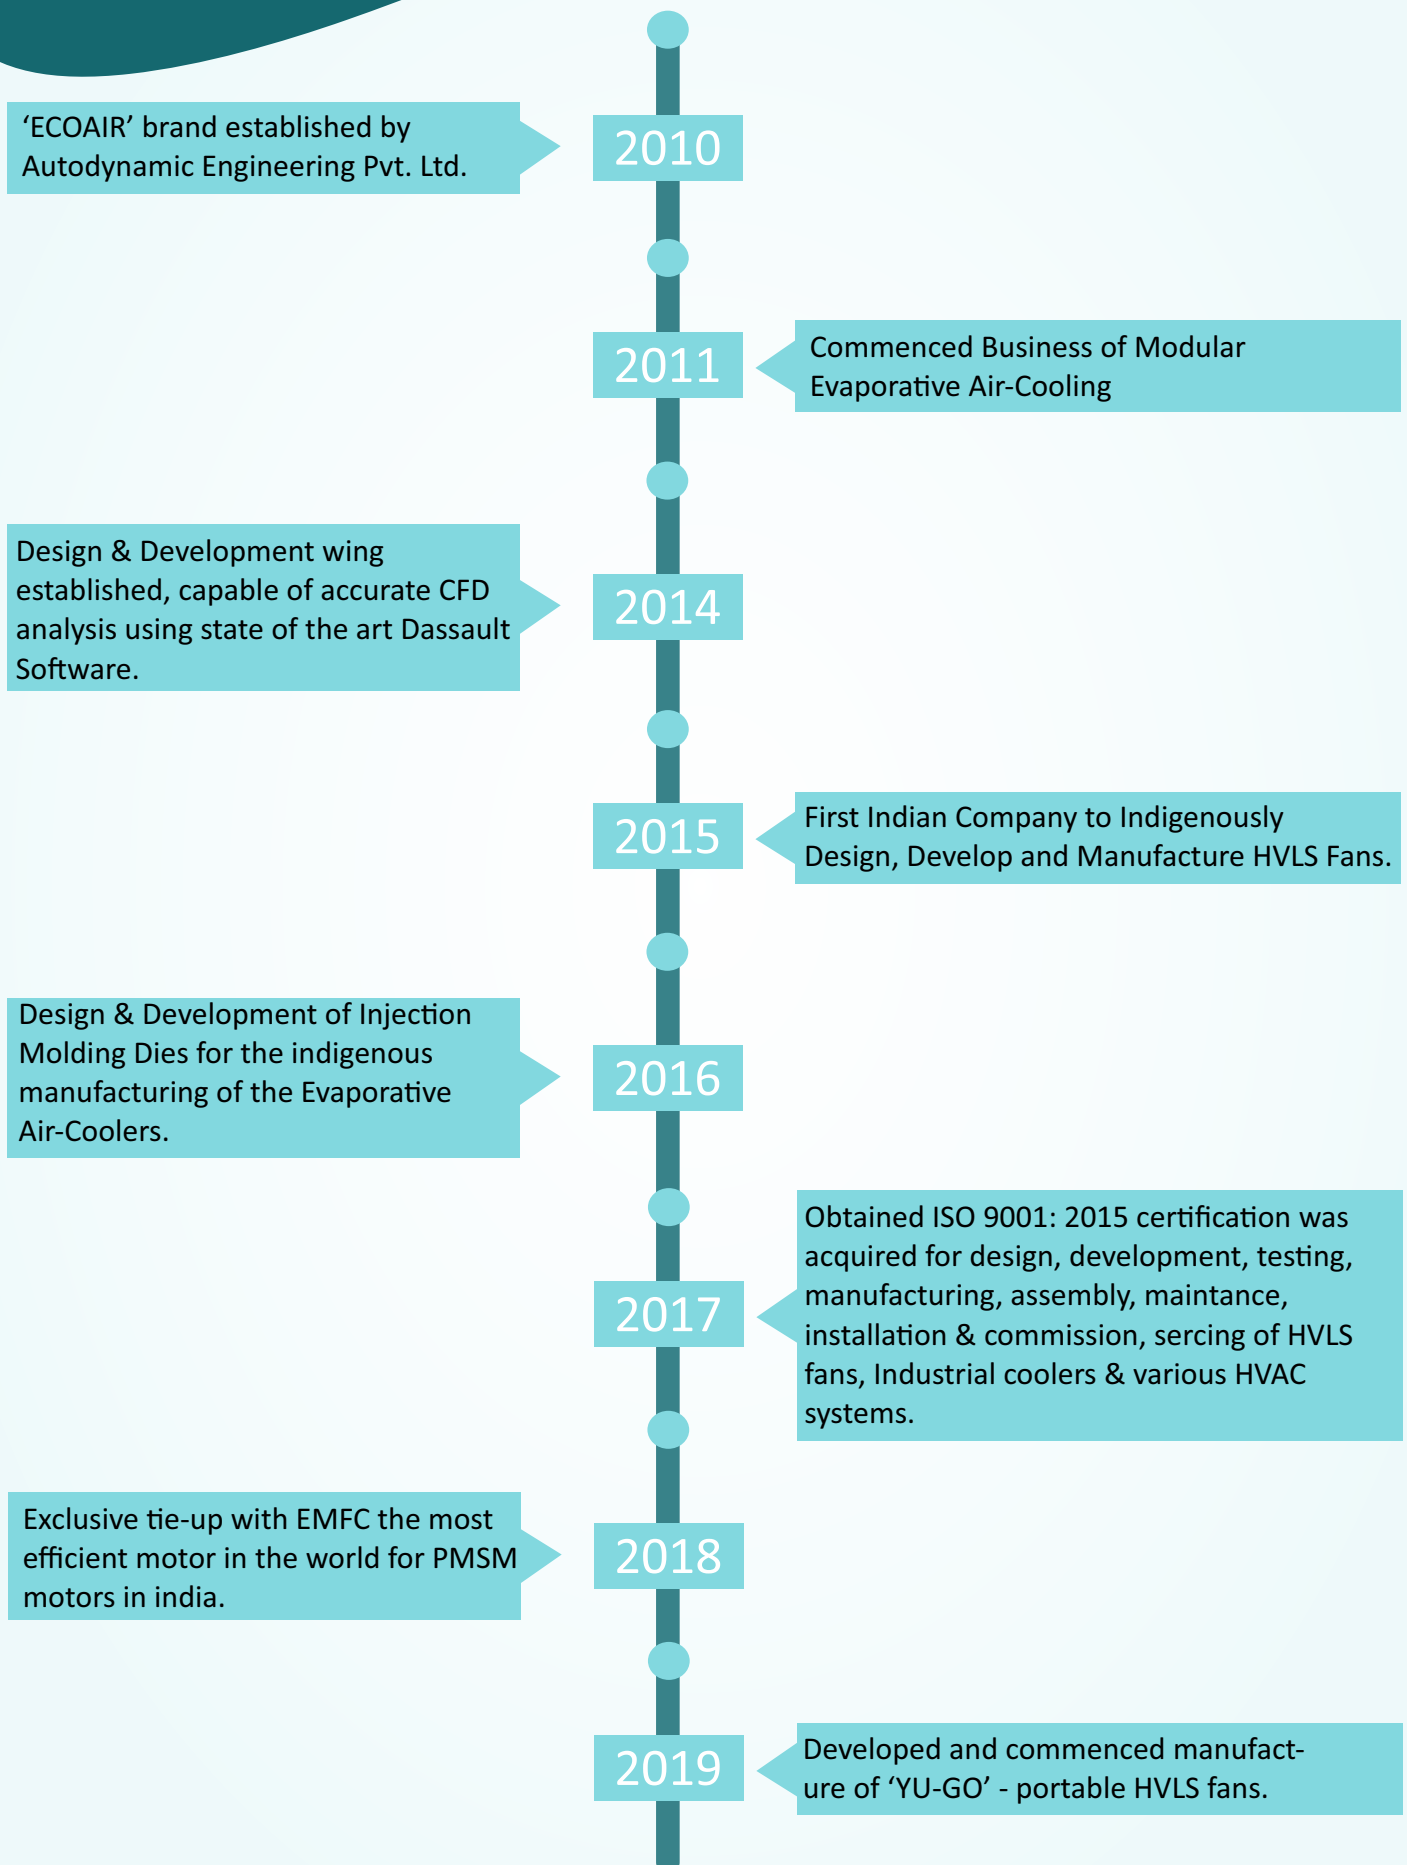 ‘ECOAIR’ brand established by
Autodynamic Engineering Pvt. Ltd.
2010
2011
Commenced Business of Modular
Evaporative Air-Cooling
Design & Development wing
established, capable of accurate CFD
analysis using state of the art Dassault
Software.
2014
2015
First Indian Company to Indigenously
Design, Develop and Manufacture HVLS Fans.
Design & Development of Injection
Molding Dies for the indigenous
manufacturing of the Evaporative
Air-Coolers.
2016
2017
Obtained ISO 9001: 2015 certification was
acquired for design, development, testing,
manufacturing, assembly, maintance,
installation & commission, sercing of HVLS
fans, Industrial coolers & various HVAC
systems.
Exclusive tie-up with EMFC the most
efficient motor in the world for PMSM
motors in india.
2018
2019
Developed and commenced manufact-
ure of ‘YU-GO’ - portable HVLS fans.